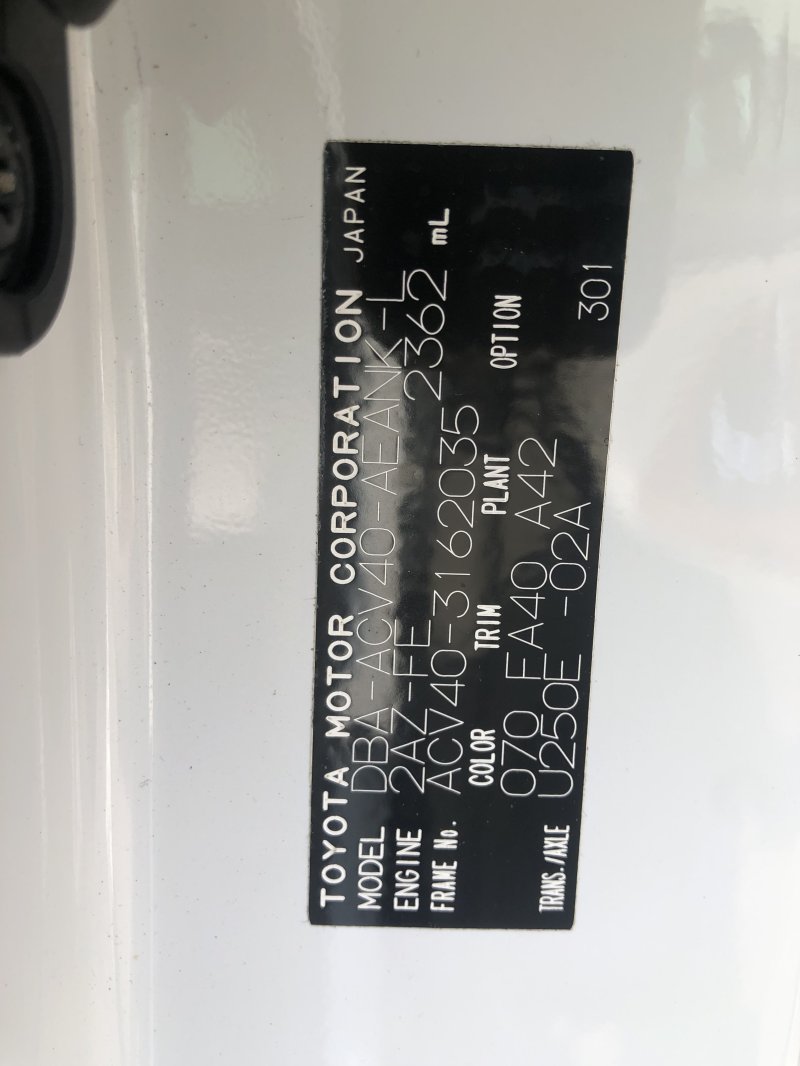 TOYOTA MOTOR CORPORATION JAPAN
MODEL DBA-ACV40-AEANK-L
ENGINE 2AZ-FE 2362 mL
FRAME No. ACV40-3162035
COLOR TRIM PLANT OPTION
070 FA40 A42
TRANS./AXLE U250E -02A 301